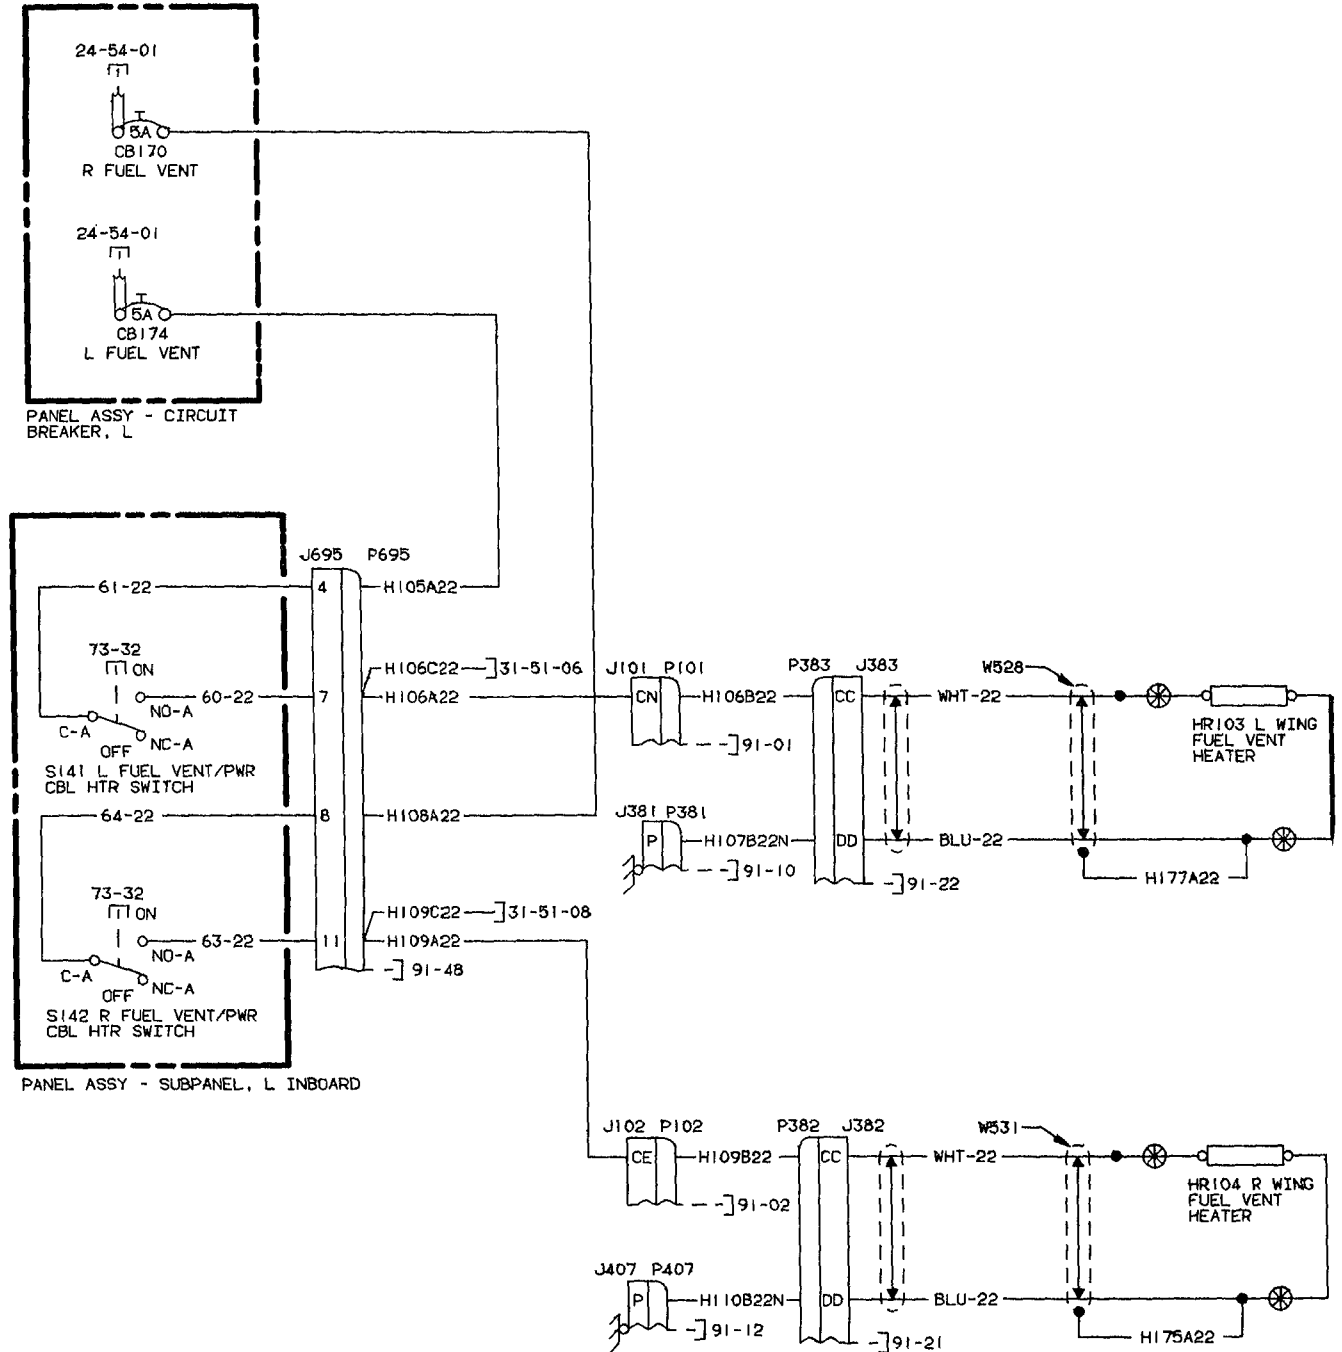 24-54-01
5A
CB170
R FUEL VENT
24-54-01
5A
CB174
L FUEL VENT
PANEL ASSY - CIRCUIT
BREAKER, L
J695 P695
61-22 4 H105A22
73-32
ON
H106C22 31-51-06
60-22 7 H106A22
NO-A
C-A
OFF NC-A
S141 L FUEL VENT/PWR
CBL HTR SWITCH
64-22 8 H108A22
73-32
ON
H109C22 31-51-08
63-22 11 H109A22
NO-A
91-48
C-A
OFF NC-A
S142 R FUEL VENT/PWR
CBL HTR SWITCH
PANEL ASSY - SUBPANEL, L INBOARD
J101 P101 P383 J383 W528
CN H106B22 CC WHT-22
91-01
HR103 L WING
FUEL VENT
HEATER
J381 P381
P H107B22N DD BLU-22
91-10
91-22
H177A22
J102 P102 P382 J382 W531
CE H109B22 CC WHT-22
91-02
HR104 R WING
FUEL VENT
HEATER
J407 P407
P H110B22N DD BLU-22
91-12
91-21
H175A22